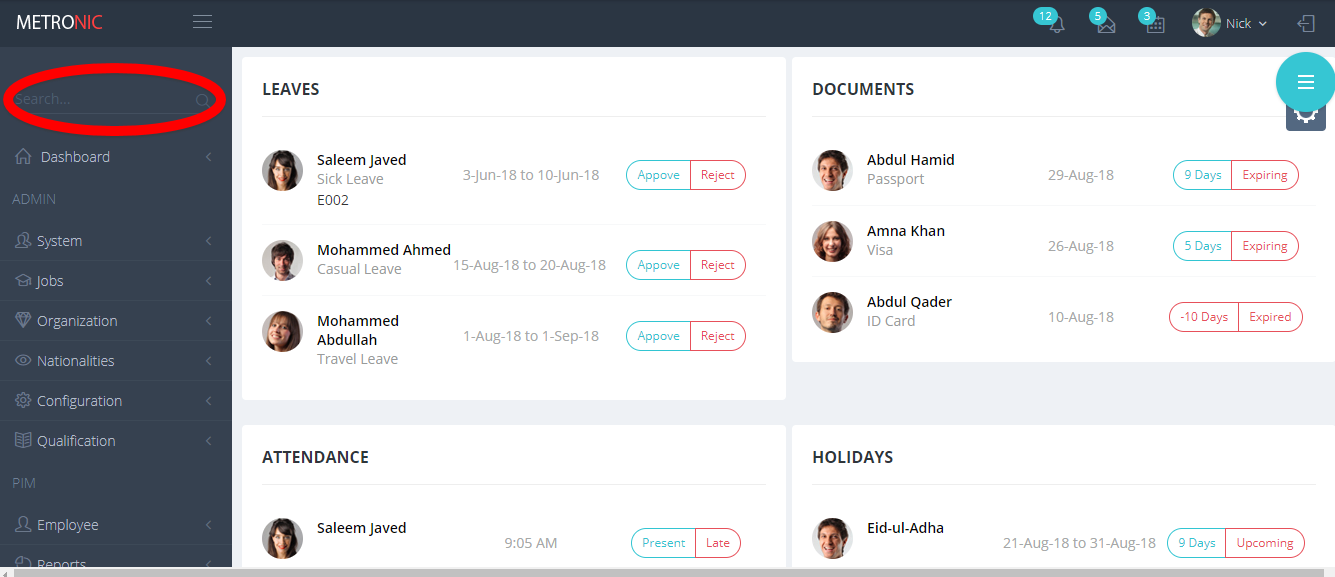 METRONIC
12
5
3
Nick
Search...
Dashboard
ADMIN
System
Jobs
Organization
Nationalities
Configuration
Qualification
PIM
Employee
Reports
LEAVES
Saleem Javed
Sick Leave
E002
3-Jun-18 to 10-Jun-18
Appove
Reject
Mohammed Ahmed
Casual Leave
15-Aug-18 to 20-Aug-18
Appove
Reject
Mohammed
Abdullah
Travel Leave
1-Aug-18 to 1-Sep-18
Appove
Reject
DOCUMENTS
Abdul Hamid
Passport
29-Aug-18
9 Days
Expiring
Amna Khan
Visa
26-Aug-18
5 Days
Expiring
Abdul Qader
ID Card
10-Aug-18
-10 Days
Expired
ATTENDANCE
Saleem Javed
9:05 AM
Present
Late
HOLIDAYS
Eid-ul-Adha
21-Aug-18 to 31-Aug-18
9 Days
Upcoming